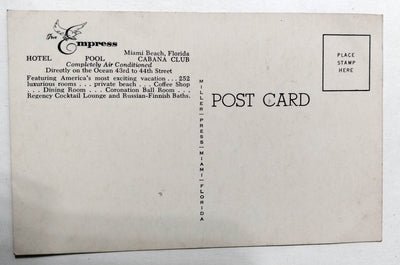 The
Empress
Miami Beach, Florida
HOTEL POOL CABANA CLUB
Completely Air Conditioned
Directly on the Ocean 43rd to 44th Street
Featuring America's most exciting vacation . . . 252
luxurious rooms . . . private beach . . . Coffee Shop
. . . Dining Room . . . Coronation Ball Room . . .
Regency Cocktail Lounge and Russian-Finnish Baths.
MILLER—PRESS—MIAMI—FLORIDA
POST CARD
PLACE
STAMP
HERE